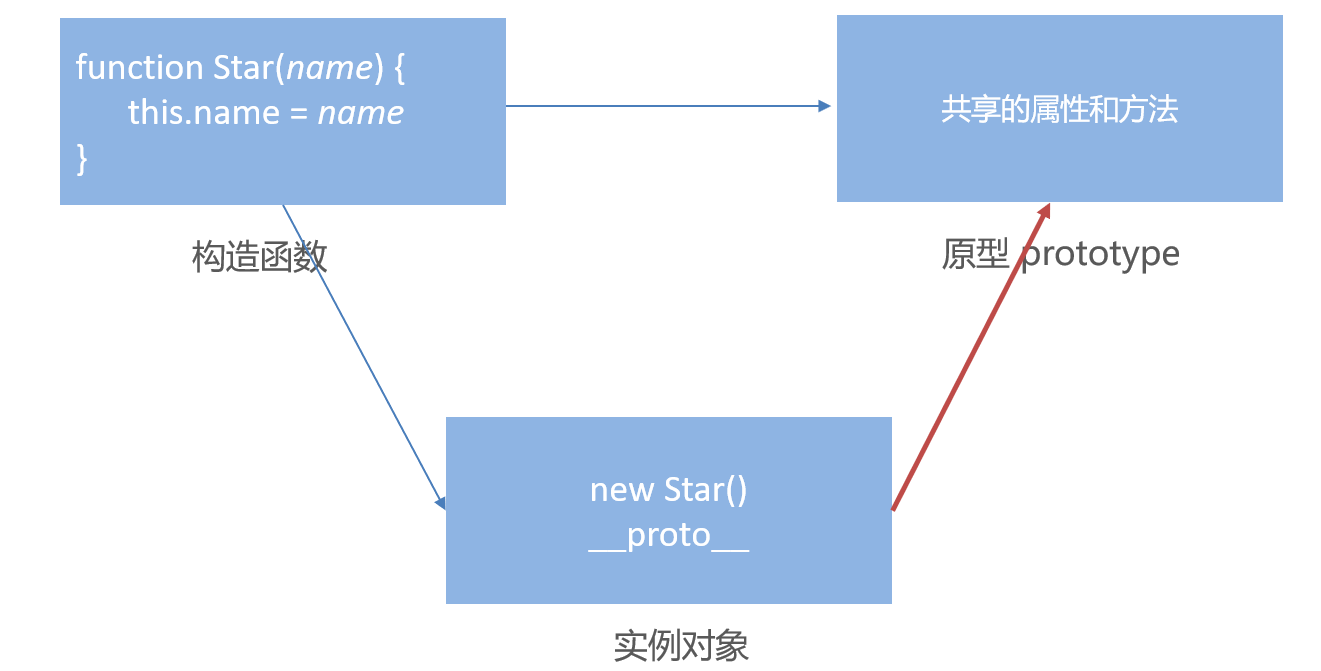 function Star(name) {
this.name = name
}
共享的属性和方法
构造函数
原型 prototype
new Star()
__proto__
实例对象